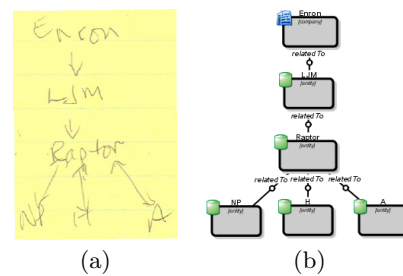 Enron
LJM
Raptor
NP H A
(a)
Enron
[company]
related To
LJM
[entity]
related To
Raptor
[entity]
related To related To related To
NP H A
[entity] [entity] [entity]
(b)